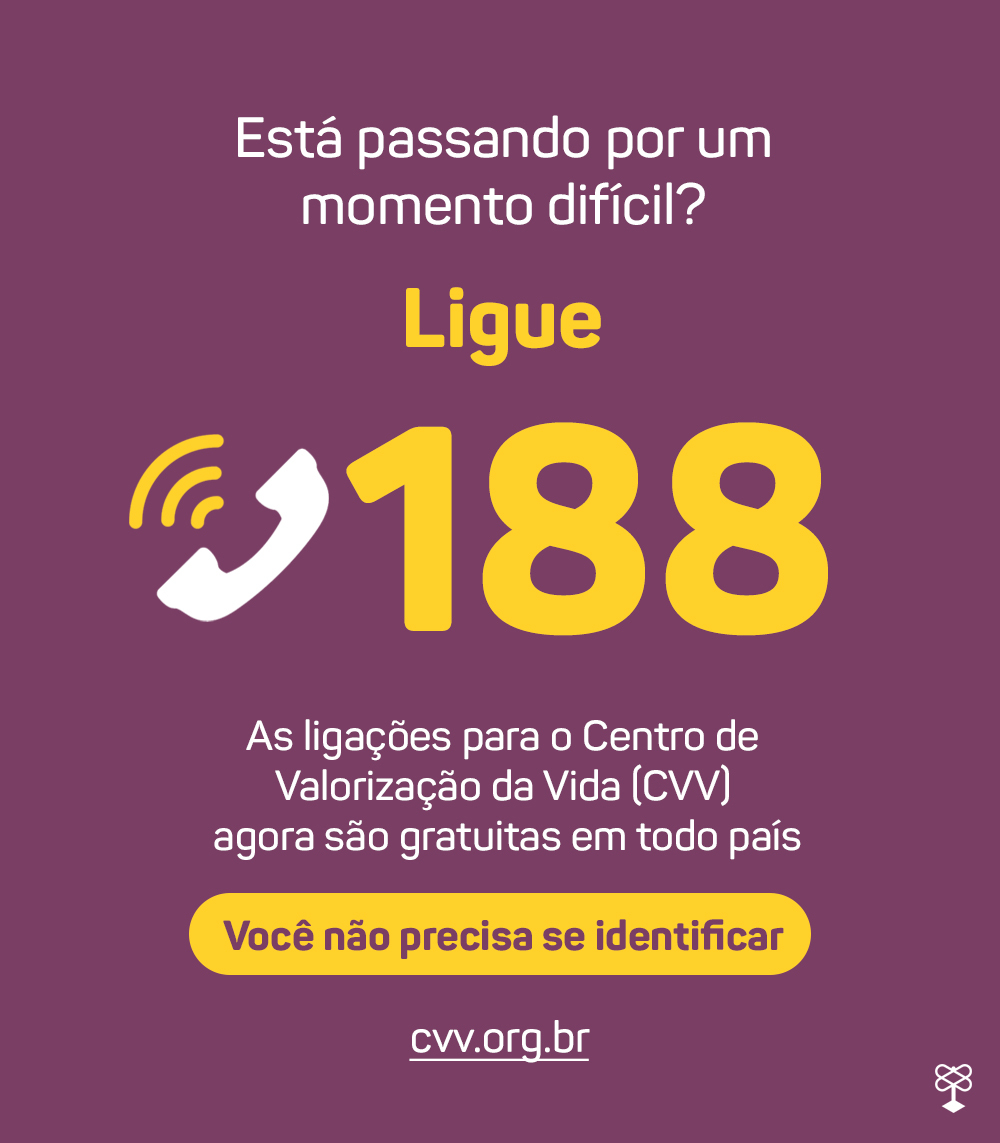 Está passando por um
momento difícil?
Ligue
188
As ligações para o Centro de
Valorização da Vida (CVV)
agora são gratuitas em todo país
Você não precisa se identificar
cvv.org.br